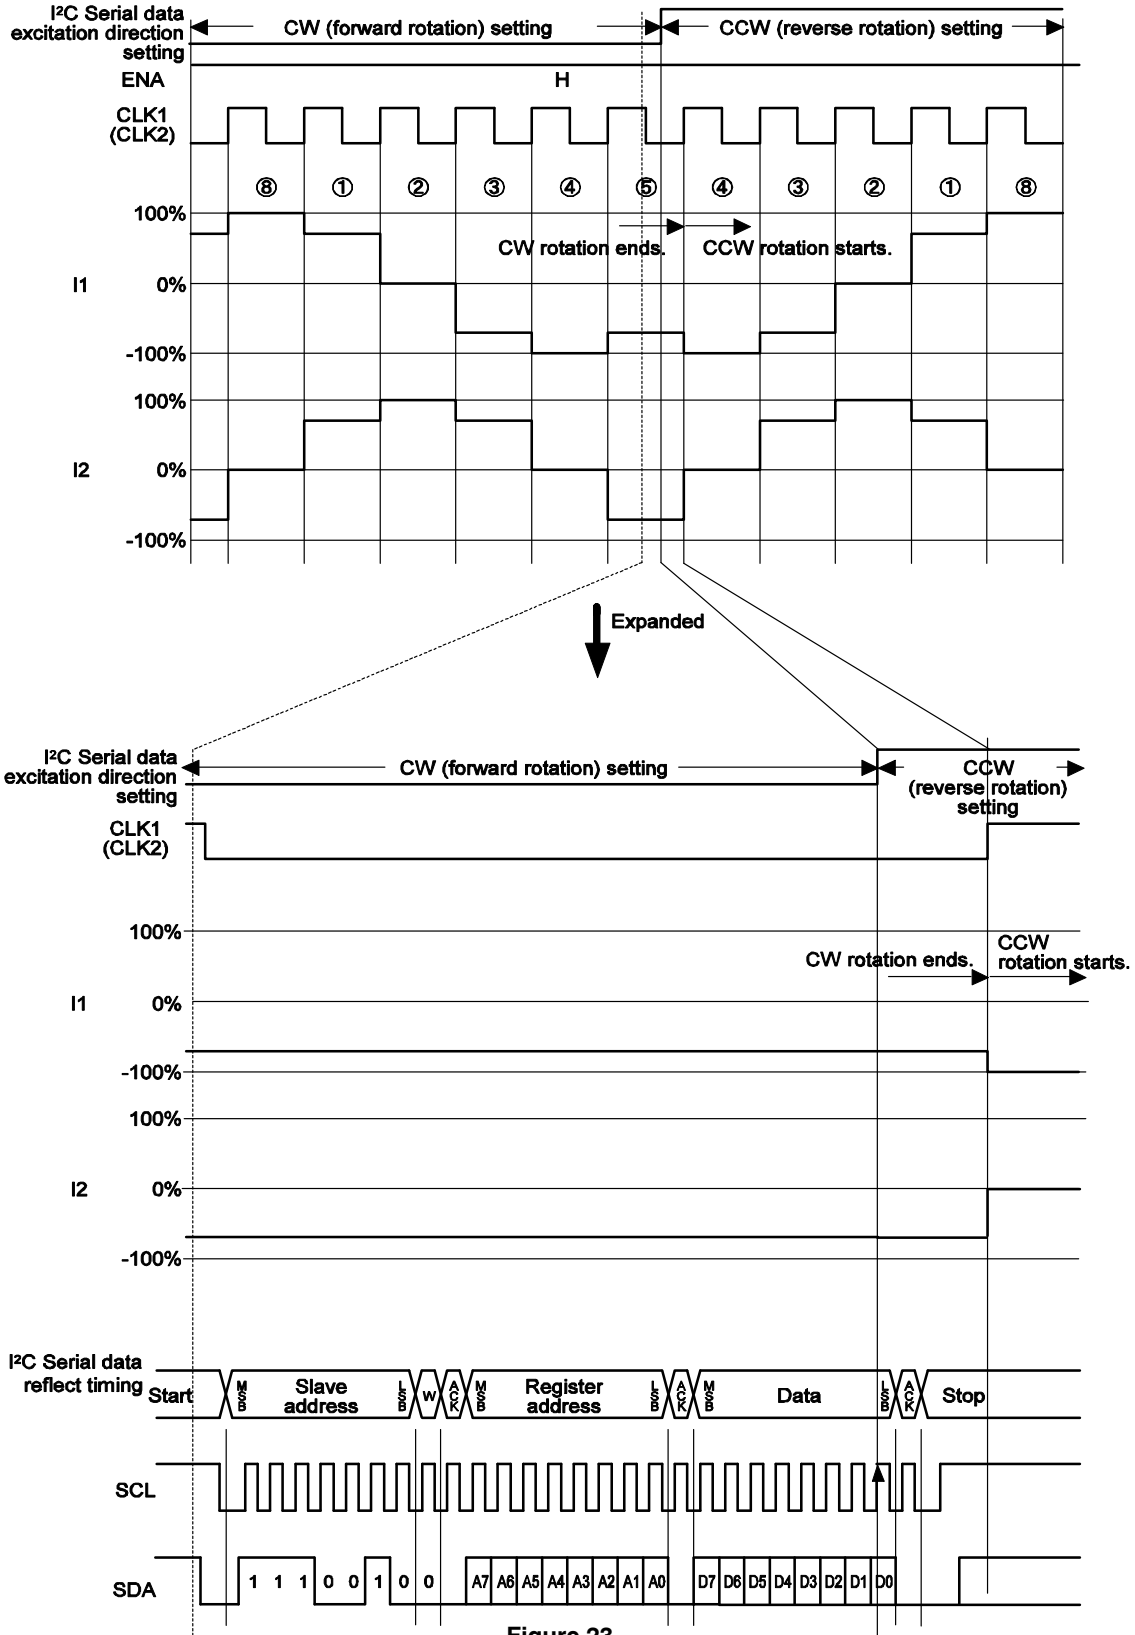 I²C Serial data
excitation direction
setting
CW (forward rotation) setting
CCW (reverse rotation) setting
ENA
H
CLK1
(CLK2)
⑧ ① ② ③ ④ ⑤ ④ ③ ② ① ⑧
100%
CW rotation ends.
CCW rotation starts.
I1
0%
-100%
100%
I2
0%
-100%
Expanded
I²C Serial data
excitation direction
setting
CW (forward rotation) setting
CCW
(reverse rotation)
setting
CLK1
(CLK2)
100%
CW rotation ends.
CCW
rotation starts.
I1
0%
-100%
100%
I2
0%
-100%
I²C Serial data
reflect timing
Start
MSB
Slave
address
LSB
W
ACK
MSB
Register
address
LSB
ACK
MSB
Data
LSB
ACK
Stop
SCL
SDA
1 1 1 0 0 1 0 0
A7 A6 A5 A4 A3 A2 A1 A0
D7 D6 D5 D4 D3 D2 D1 D0
Figure 23